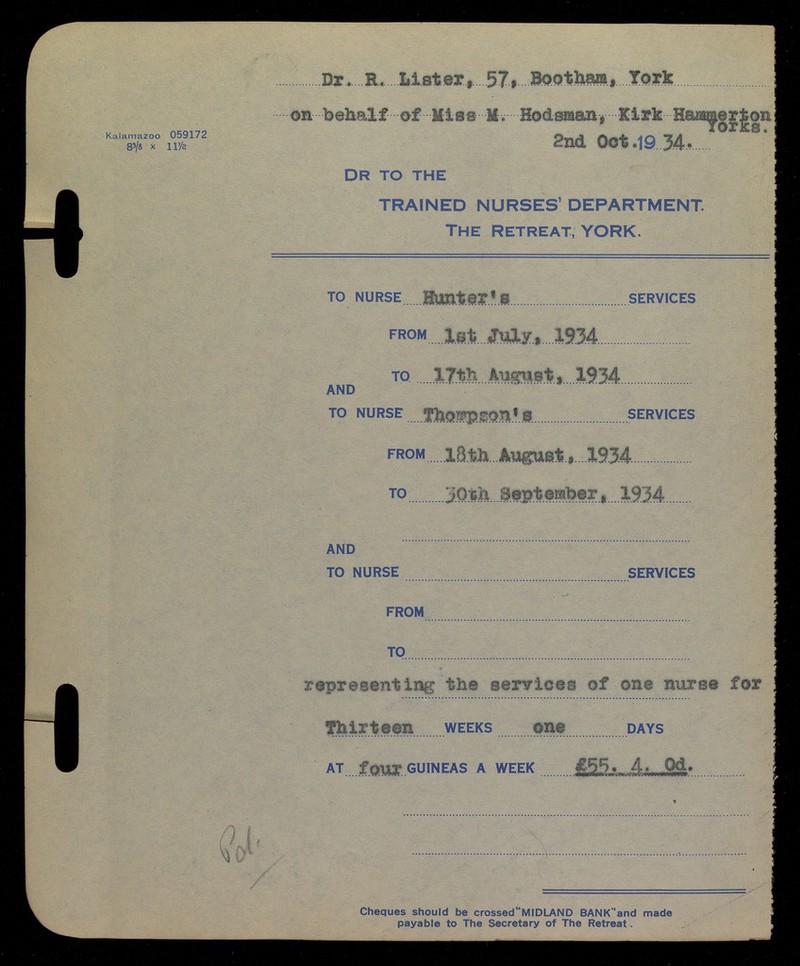 Dr. R. Lister, 57, Bootham, York
on behalf of Miss M. Hodsman, Kirk Hammerton
Yorks.
Kalamazoo 059172
8⅝ x 11½
2nd Oct.19 34.
DR TO THE
TRAINED NURSES' DEPARTMENT.
THE RETREAT, YORK.
TO NURSE Hunter's SERVICES
FROM 1st July, 1934
TO 17th August, 1934
AND
TO NURSE Thompson's SERVICES
FROM 18th August, 1934
TO 30th September, 1934
AND
TO NURSE SERVICES
FROM
TO
representing the services of one nurse for
Thirteen WEEKS one DAYS
AT four GUINEAS A WEEK £55. 4. 0d.
Cheques should be crossed "MIDLAND BANK" and made
payable to The Secretary of The Retreat.